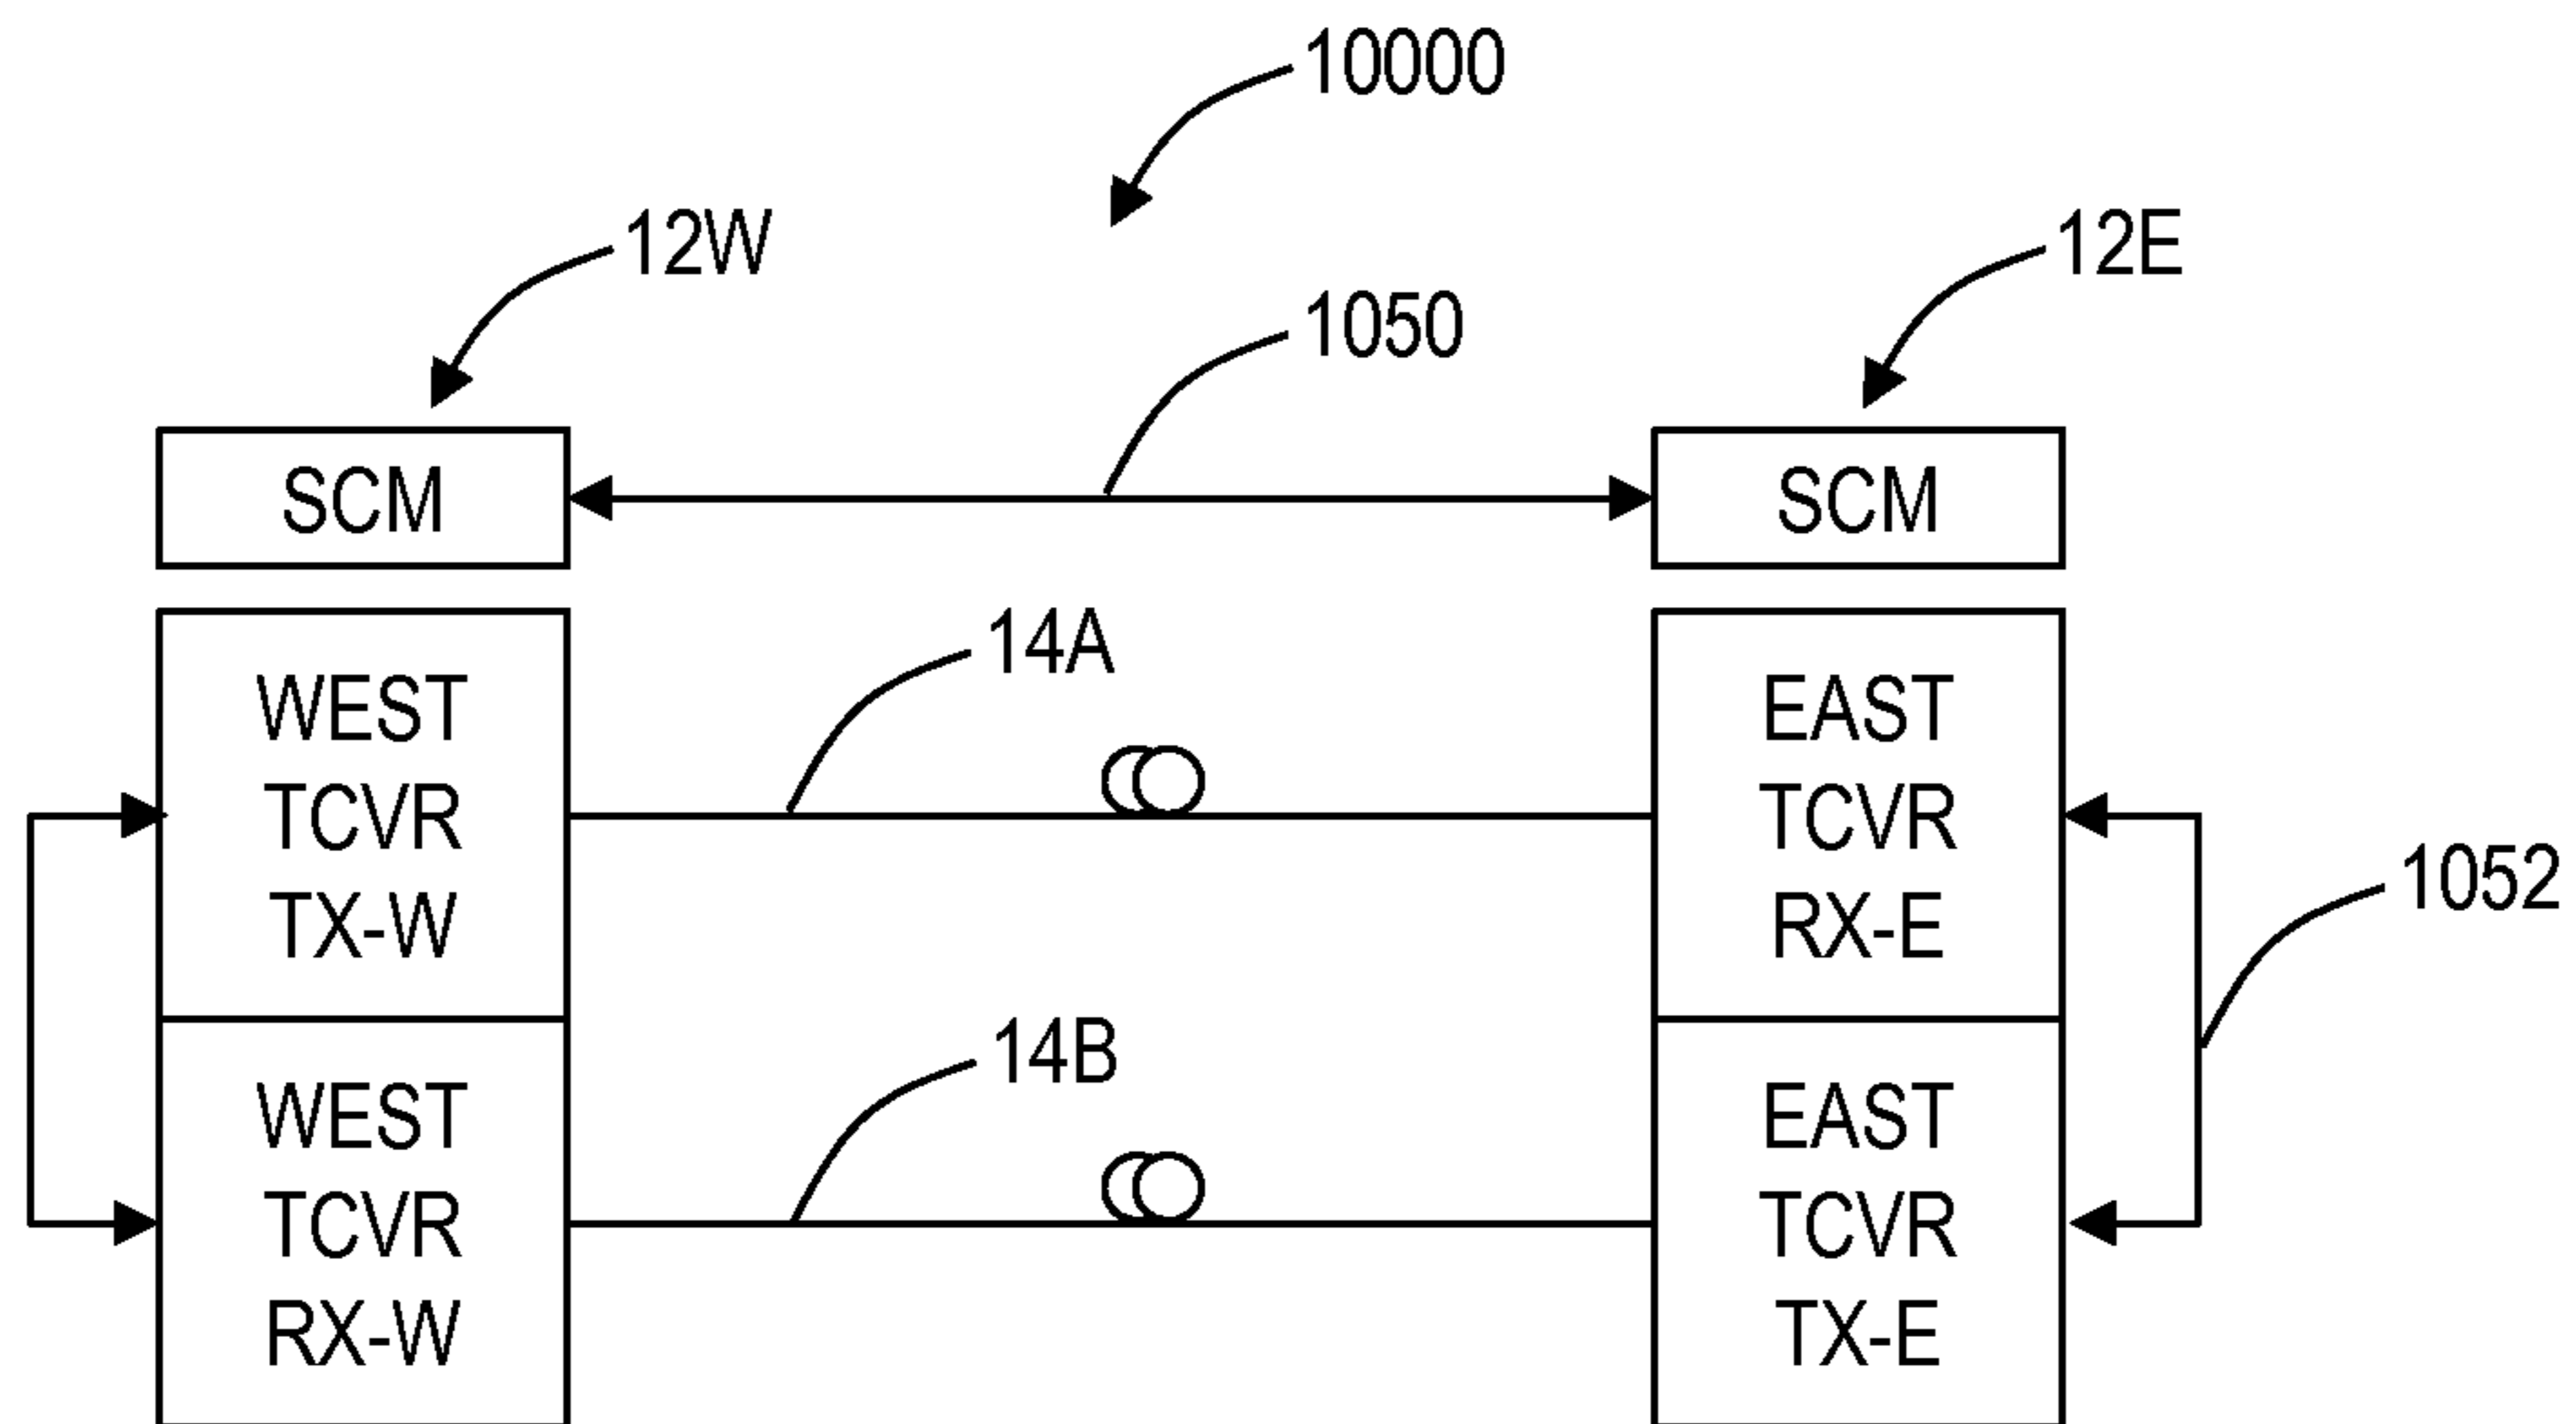 10000
12W
12E
1050
SCM
SCM
14A
WEST
TCVR
TX-W
EAST
TCVR
RX-E
1052
14B
WEST
TCVR
RX-W
EAST
TCVR
TX-E